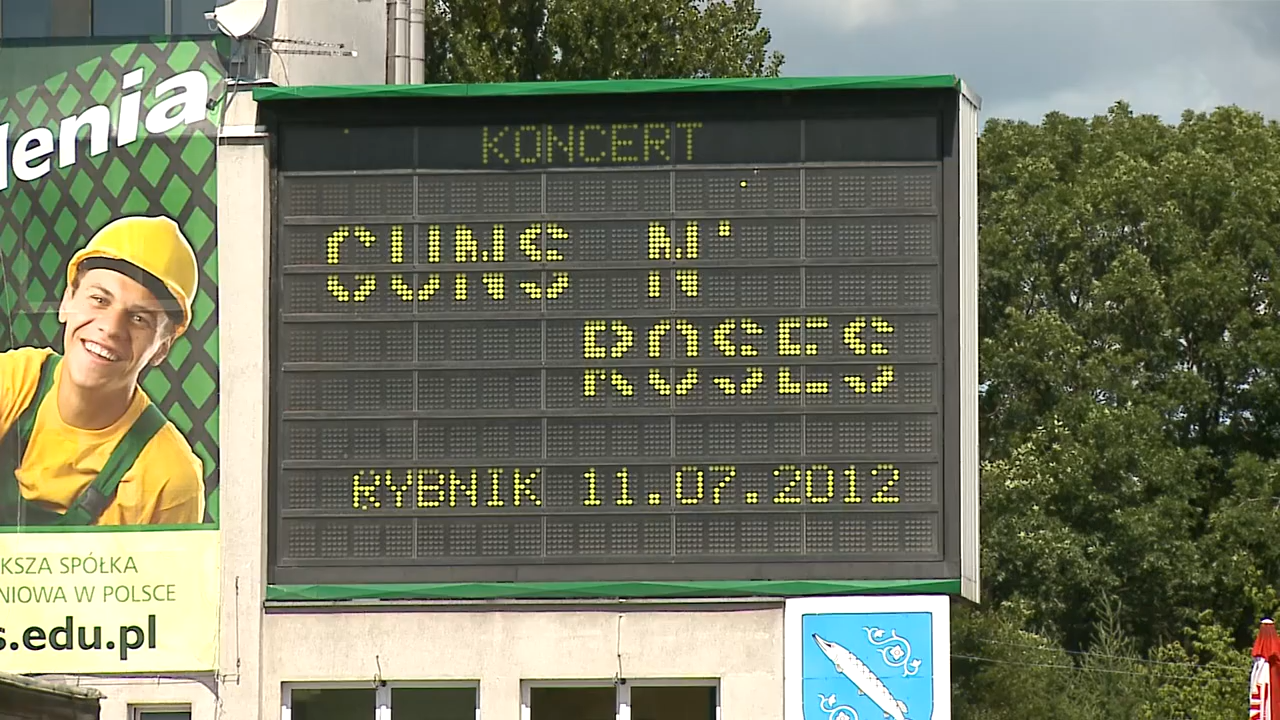 lenia
KONCERT
GUNS N'
ROSES
RYBNIK 11.07.2012
KSZA SPÓŁKA
NIOWA W POLSCE
s.edu.pl